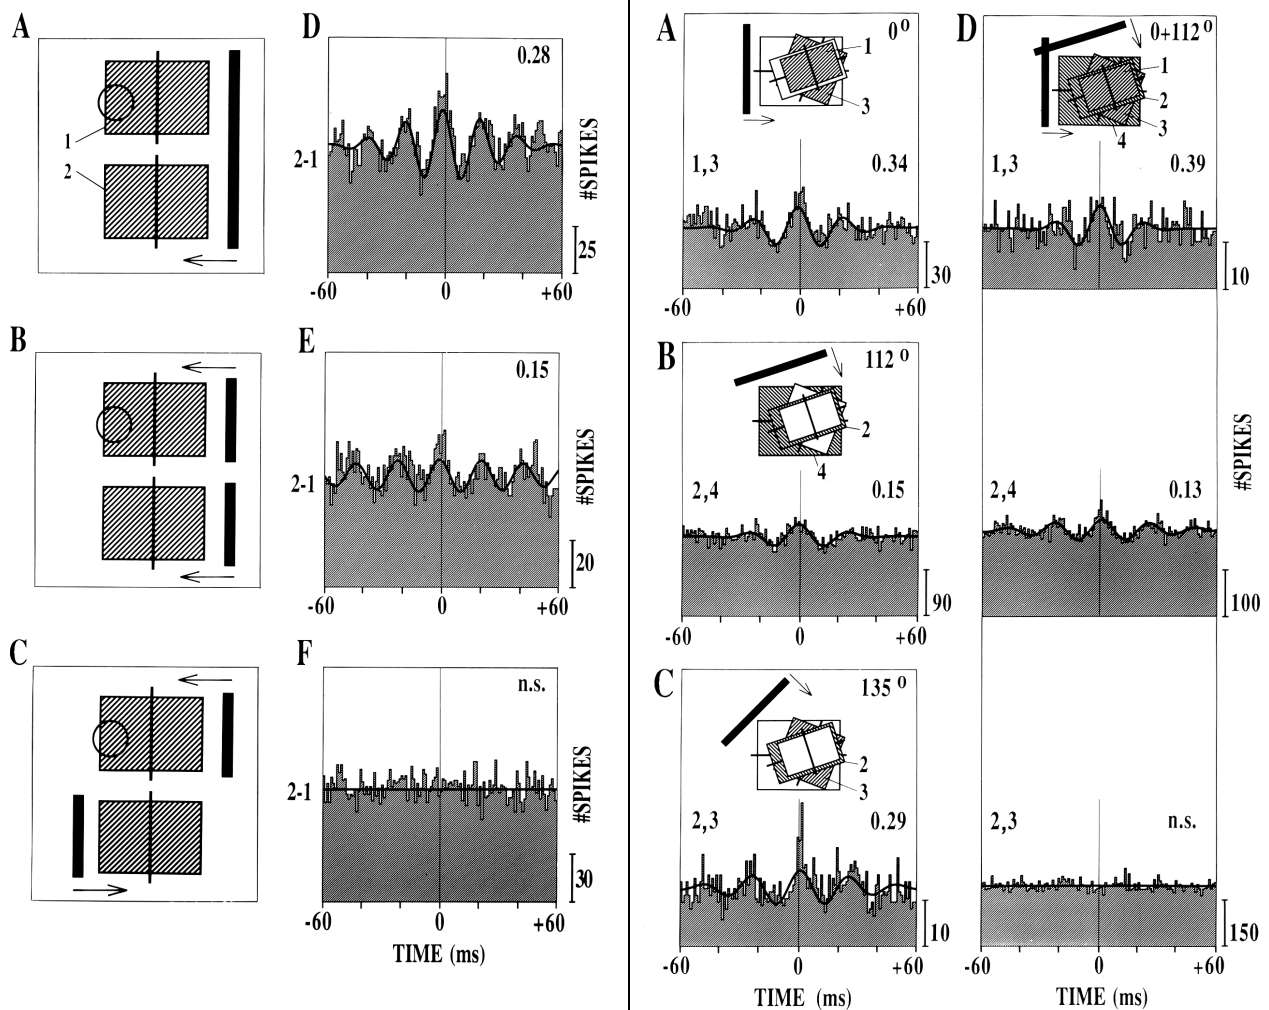 A
1
2
D
0.28
2-1
#SPIKES
25
-60 0 +60
B
E
0.15
2-1
#SPIKES
20
-60 0 +60
C
F
n.s.
2-1
#SPIKES
30
-60 0 +60
TIME (ms)
A
0°
1
3
1,3 0.34
30
-60 0 +60
B
112°
2
4
2,4 0.15
90
-60 0 +60
C
135°
2
3
2,3 0.29
10
-60 0 +60
TIME (ms)
D
0+112°
1
2
3
4
1,3 0.39
10
#SPIKES
2,4 0.13
100
2,3 n.s.
150
-60 0 +60
TIME (ms)